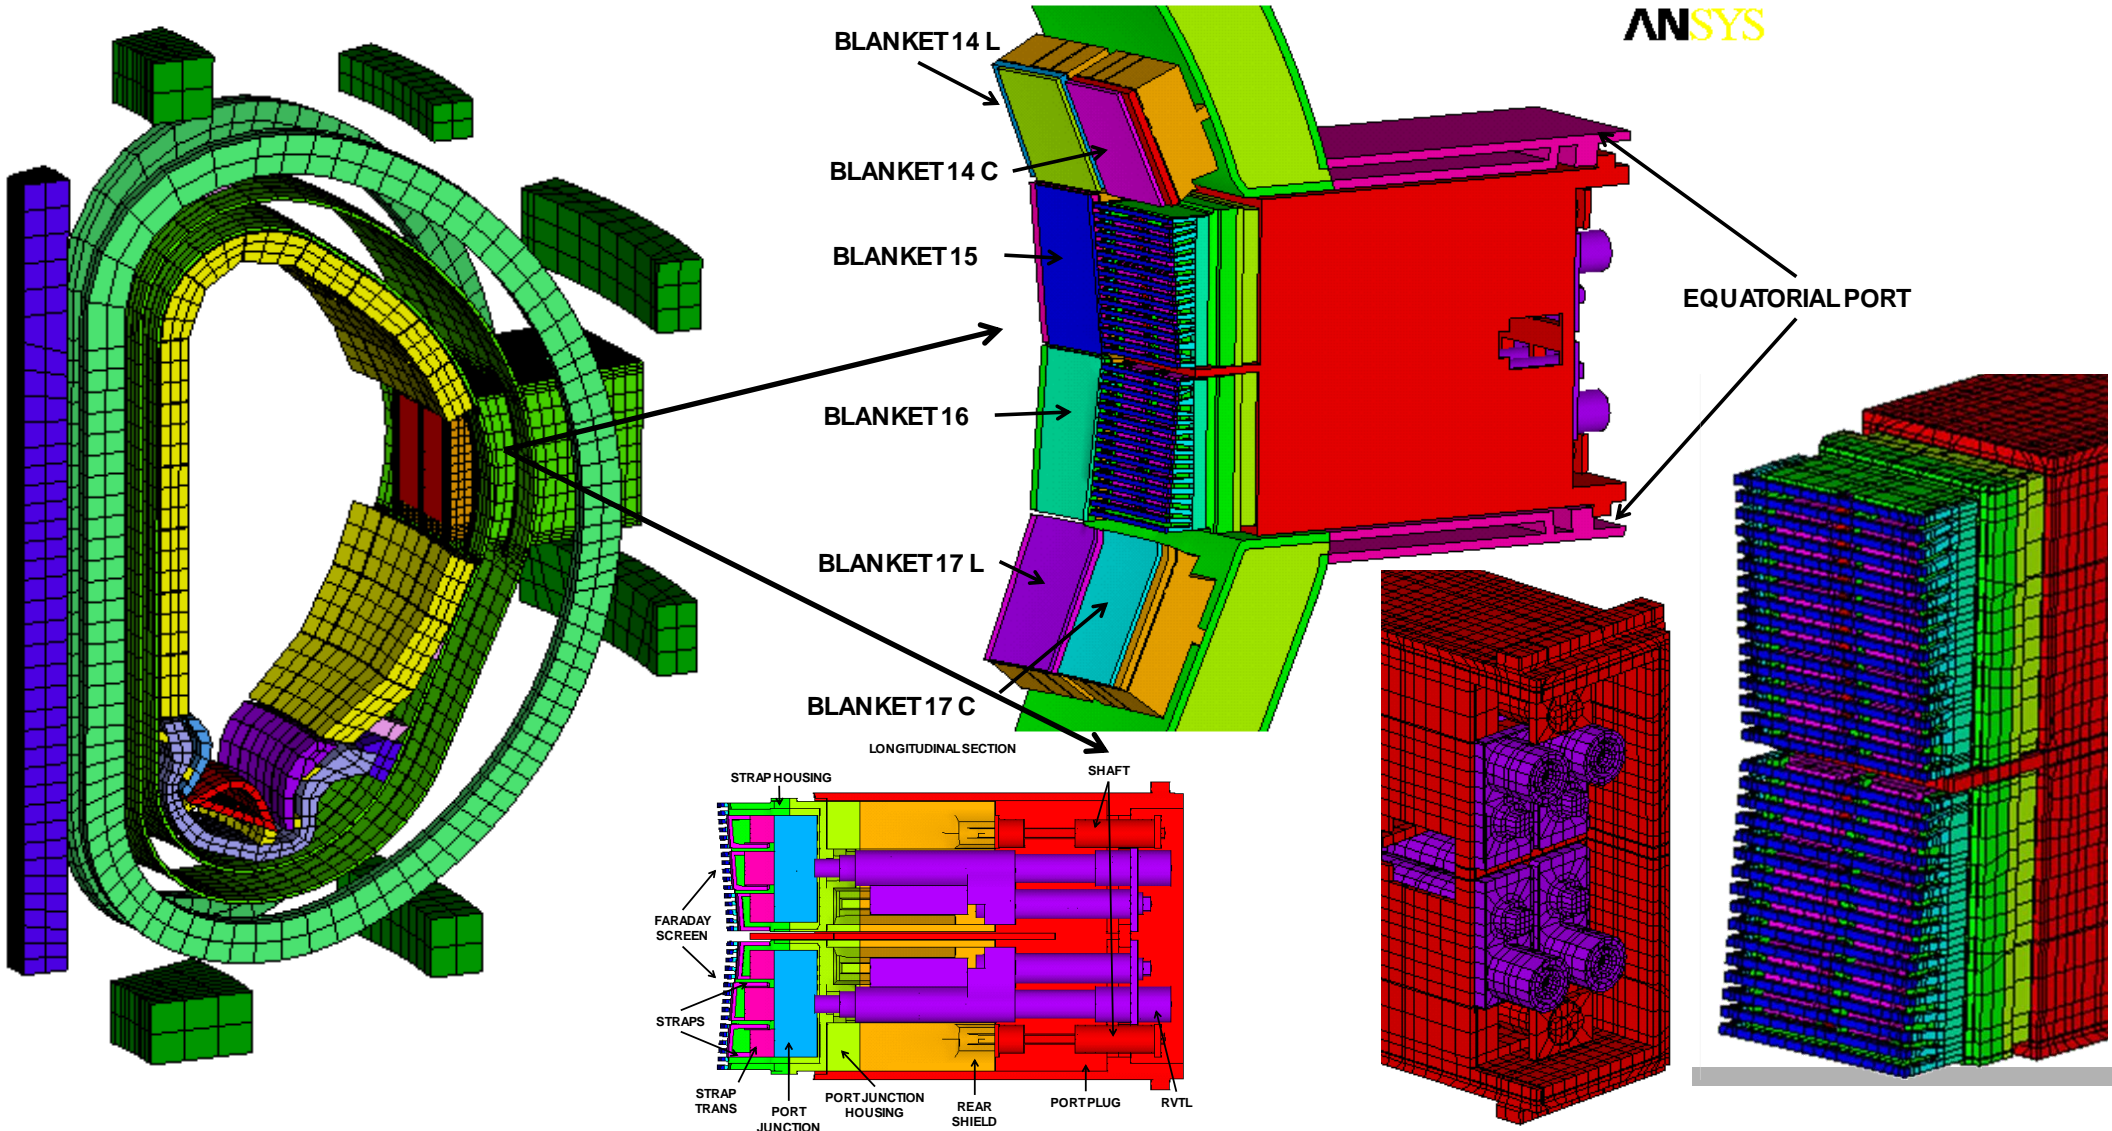 ANSYS
BLANKET 14 L
BLANKET 14 C
BLANKET 15
BLANKET 16
BLANKET 17 L
BLANKET 17 C
EQUATORIAL PORT
LONGITUDINAL SECTION
STRAP HOUSING
SHAFT
FARADAY
SCREEN
STRAPS
STRAP
TRANS
PORT
JUNCTION
PORT JUNCTION
HOUSING
REAR
SHIELD
PORT PLUG
RVTL